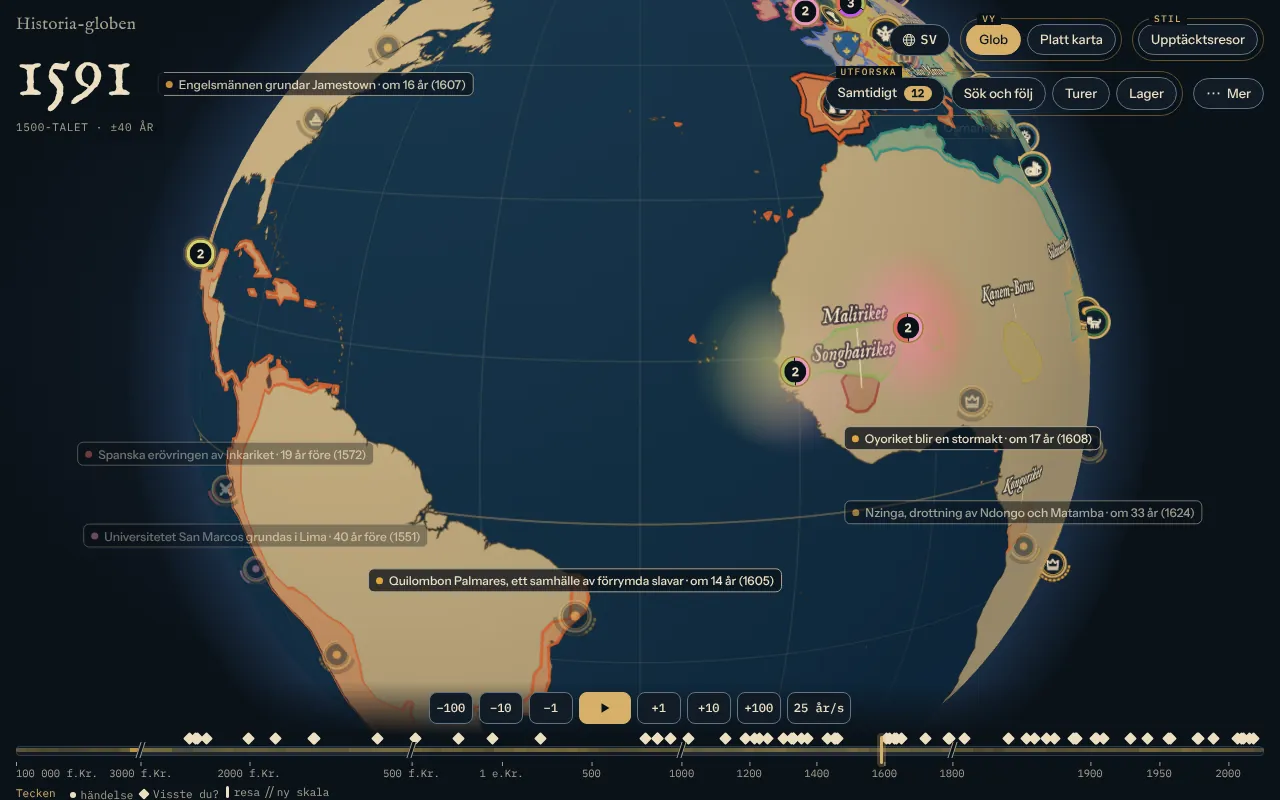 Historia-globen
1591
1500-TALET · ±40 ÅR
SV
VY
Glob
Platt karta
STIL
Upptäcktsresor
UTFORSKA
Samtidigt 12
Sök och följ
Turer
Lager
··· Mer
2
3
Engelsmännen grundar Jamestown · om 16 år (1607)
2
Kanem-Bornu
Maliriket
2
Songhairiket
2
Oyoriket blir en stormakt · om 17 år (1608)
Spanska erövringen av Inkariket · 19 år före (1572)
Kongoriket
Nzinga, drottning av Ndongo och Matamba · om 33 år (1624)
Universitetet San Marcos grundas i Lima · 40 år före (1551)
Quilombon Palmares, ett samhälle av förrymda slavar · om 14 år (1605)
−100
−10
−1
+1
+10
+100
25 år/s
100 000 f.Kr.
3000 f.Kr.
2000 f.Kr.
500 f.Kr.
1 e.Kr.
500
1000
1200
1400
1600
1800
1900
1950
2000
Tecken
händelse
Visste du?
resa
ny skala